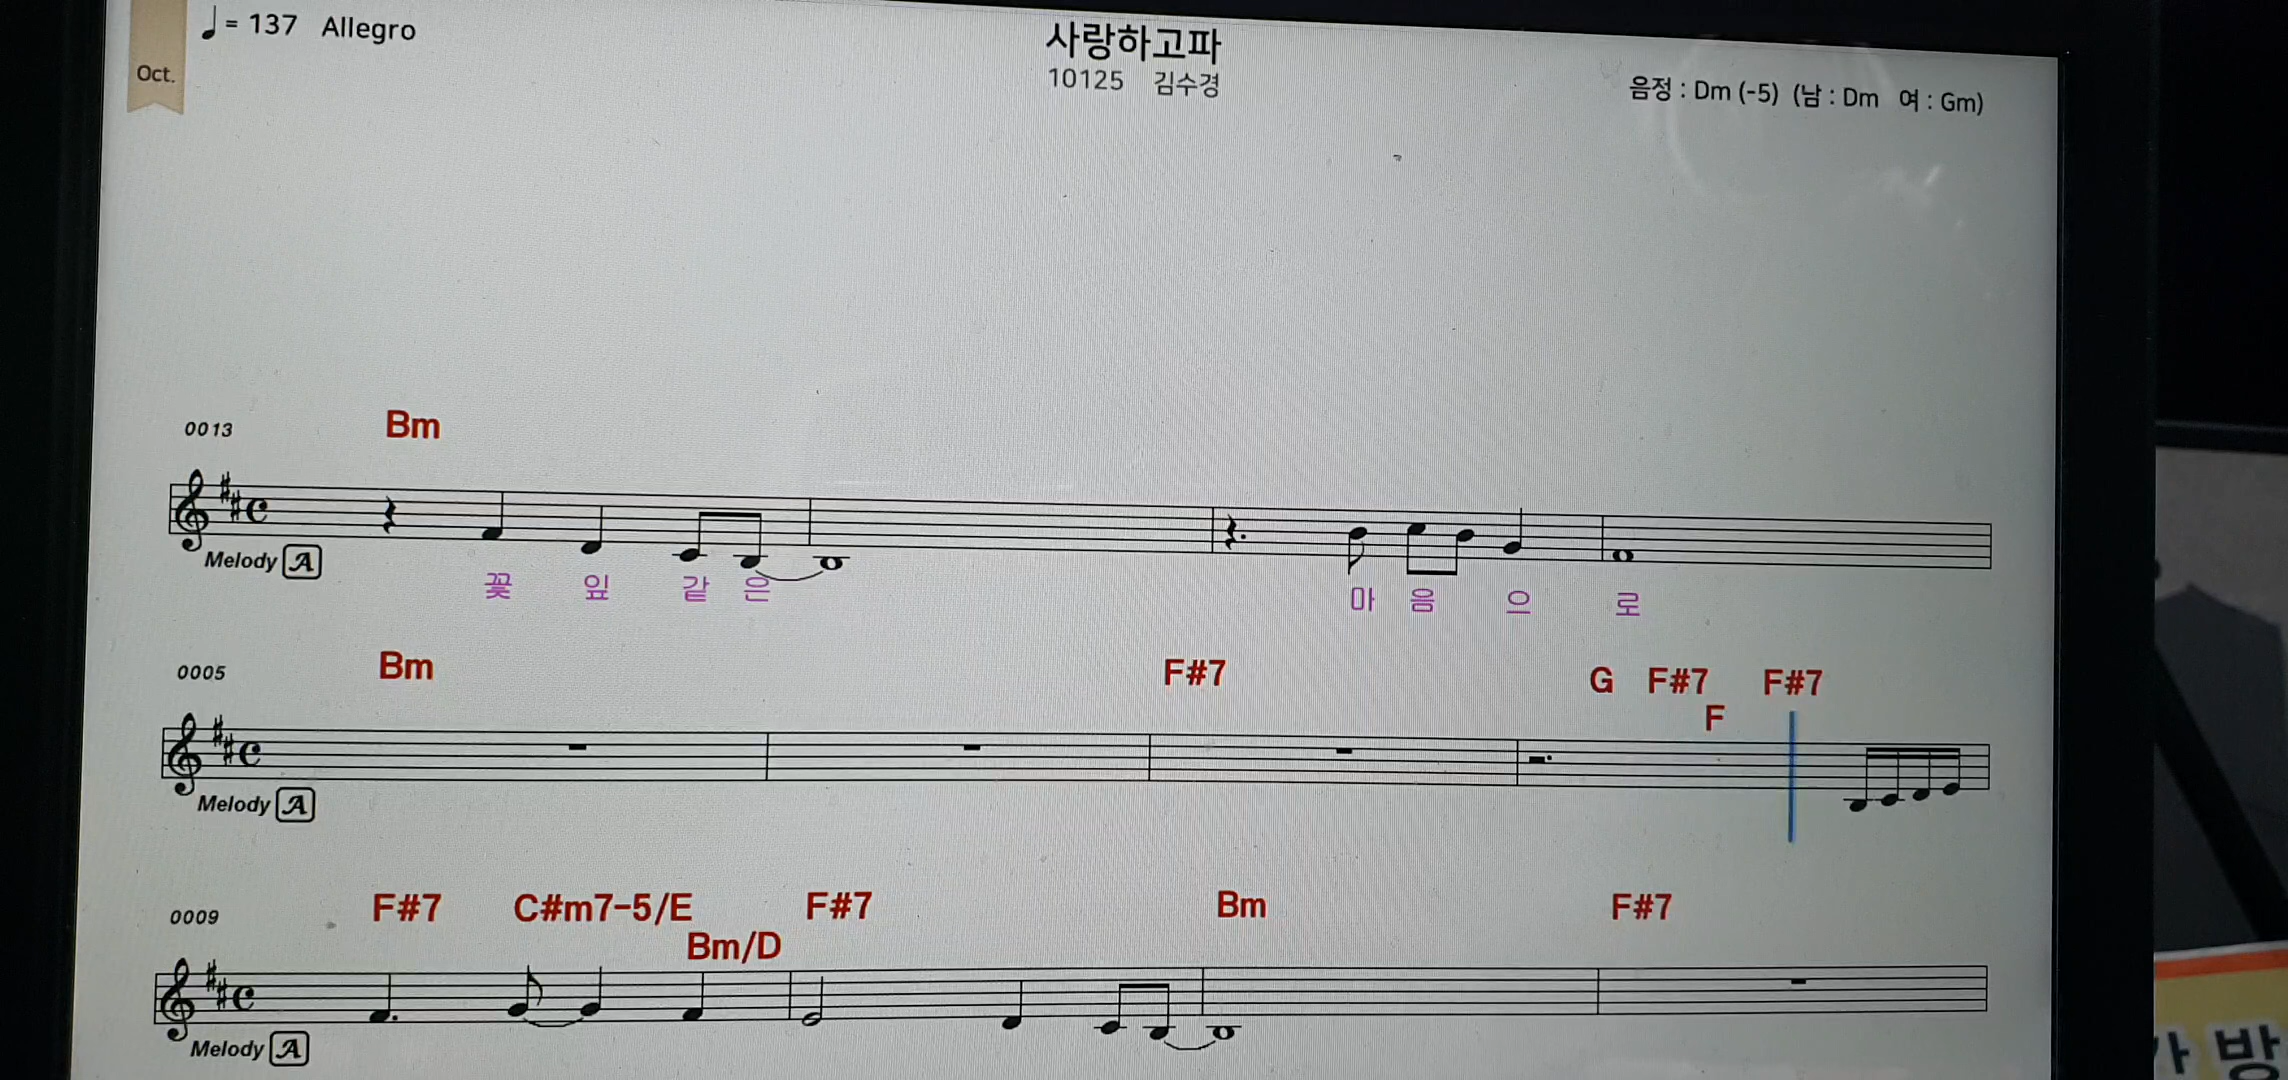 ♩= 137 Allegro
Oct.
사랑하고파
10125 김수경
음정 : Dm (-5) (남 : Dm 여 : Gm)
0013 Bm
Melody A
꽃 잎 같 은 마 음 으 로
0005 Bm F#7 G F#7 F#7
F
Melody A
0009 F#7 C#m7-5/E F#7 Bm F#7
Bm/D
Melody A
방